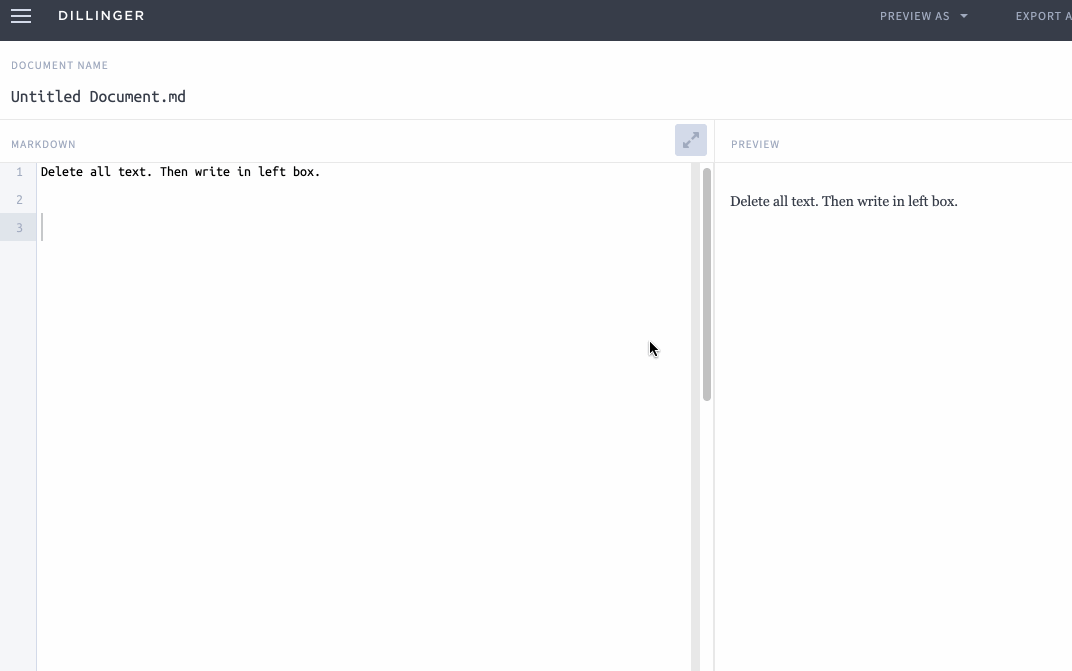 DILLINGER
PREVIEW AS
EXPORT A
DOCUMENT NAME
Untitled Document.md
MARKDOWN
PREVIEW
1 Delete all text. Then write in left box.
2
3
Delete all text. Then write in left box.